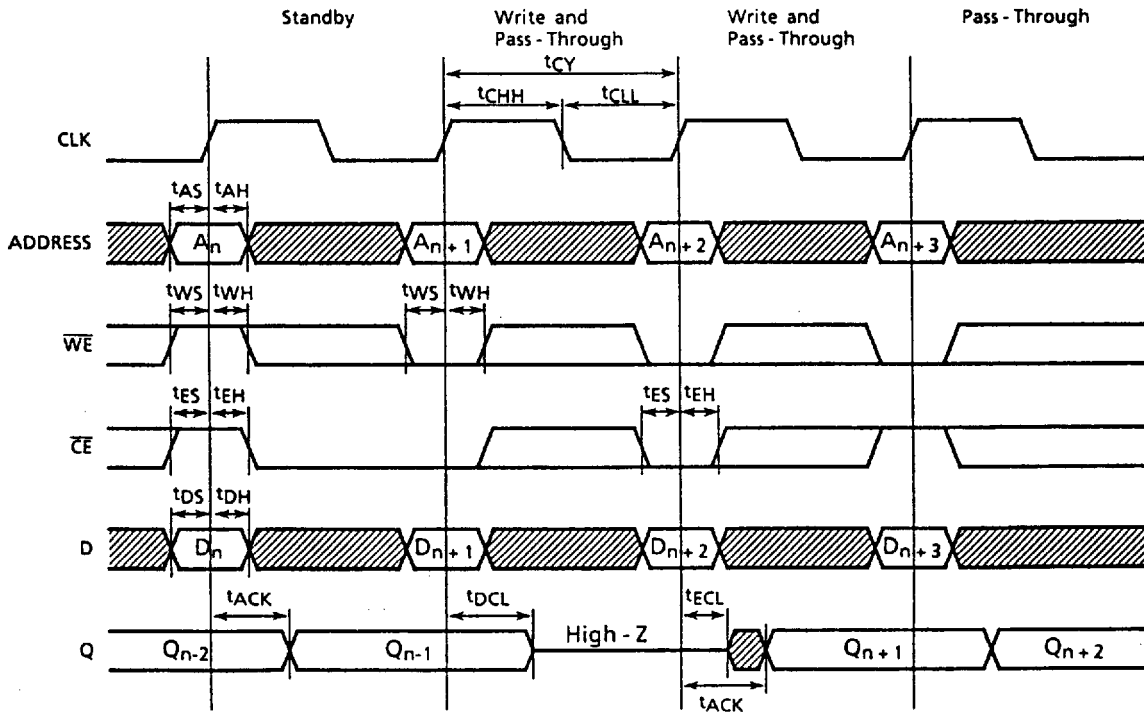 Standby Write and Pass-Through Write and Pass-Through Pass-Through
tCY
tCHH tCLL
CLK
tAS tAH
ADDRESS An An+1 An+2 An+3
tWS tWH tWS tWH
WE
tES tEH tES tEH
CE
tDS tDH
D Dn Dn+1 Dn+2 Dn+3
tACK tDCL tECL
Q Qn-2 Qn-1 High-Z Qn+1 Qn+2
tACK